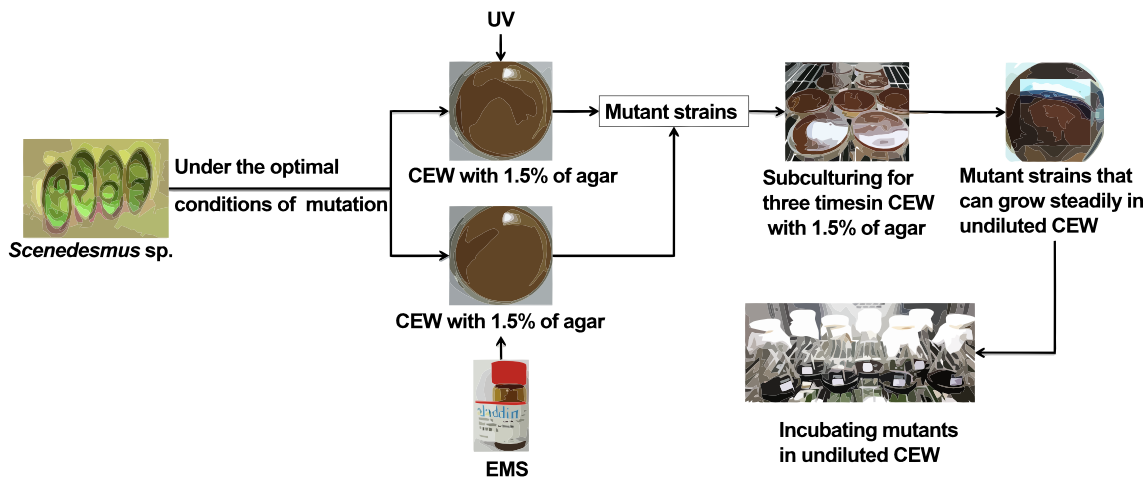 UV
Under the optimal
conditions of mutation
Scenedesmus sp.
CEW with 1.5% of agar
Mutant strains
CEW with 1.5% of agar
EMS
Subculturing for
three timesin CEW
with 1.5% of agar
Mutant strains that
can grow steadily in
undiluted CEW
Incubating mutants
in undiluted CEW